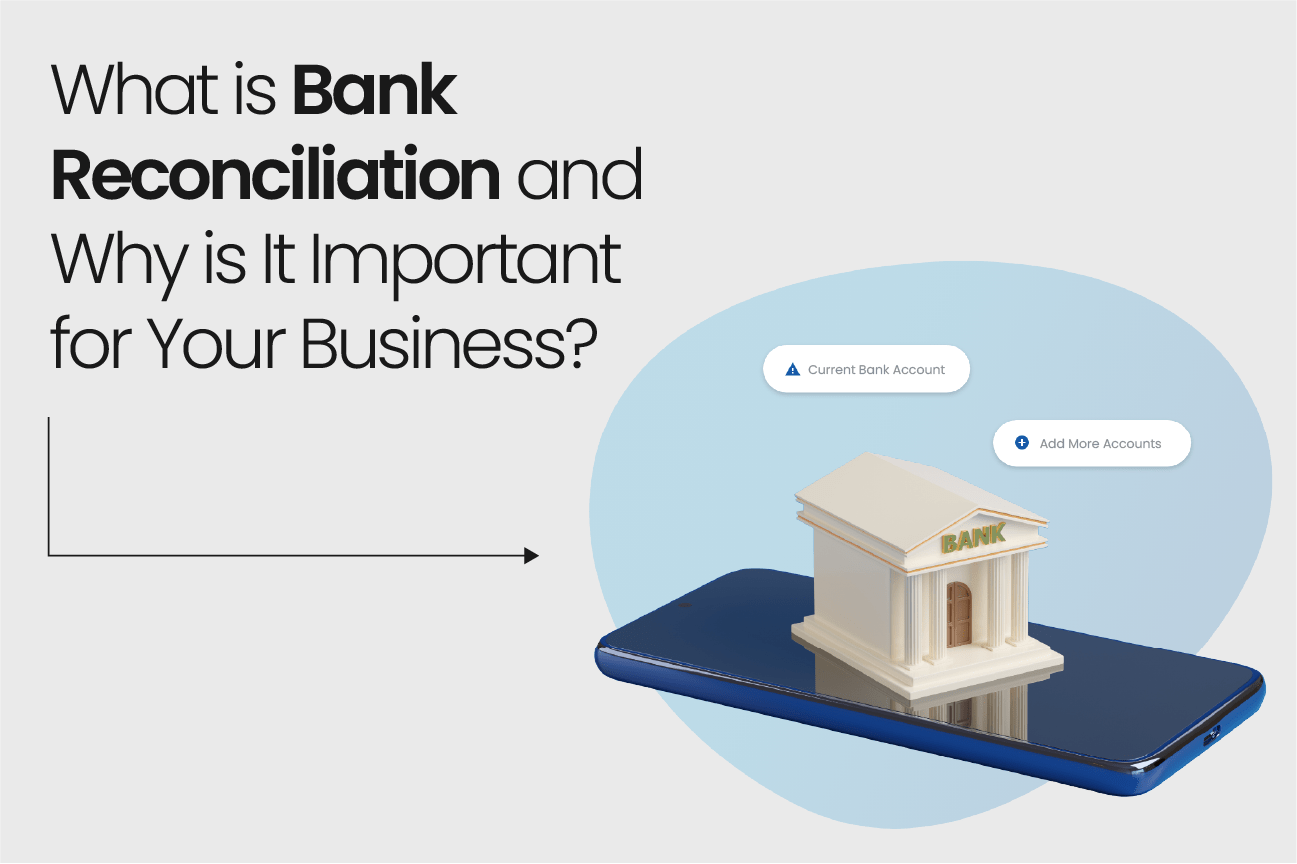 What is Bank
Reconciliation and
Why is It Important
for Your Business?
Current Bank Account
Add More Accounts
BANK